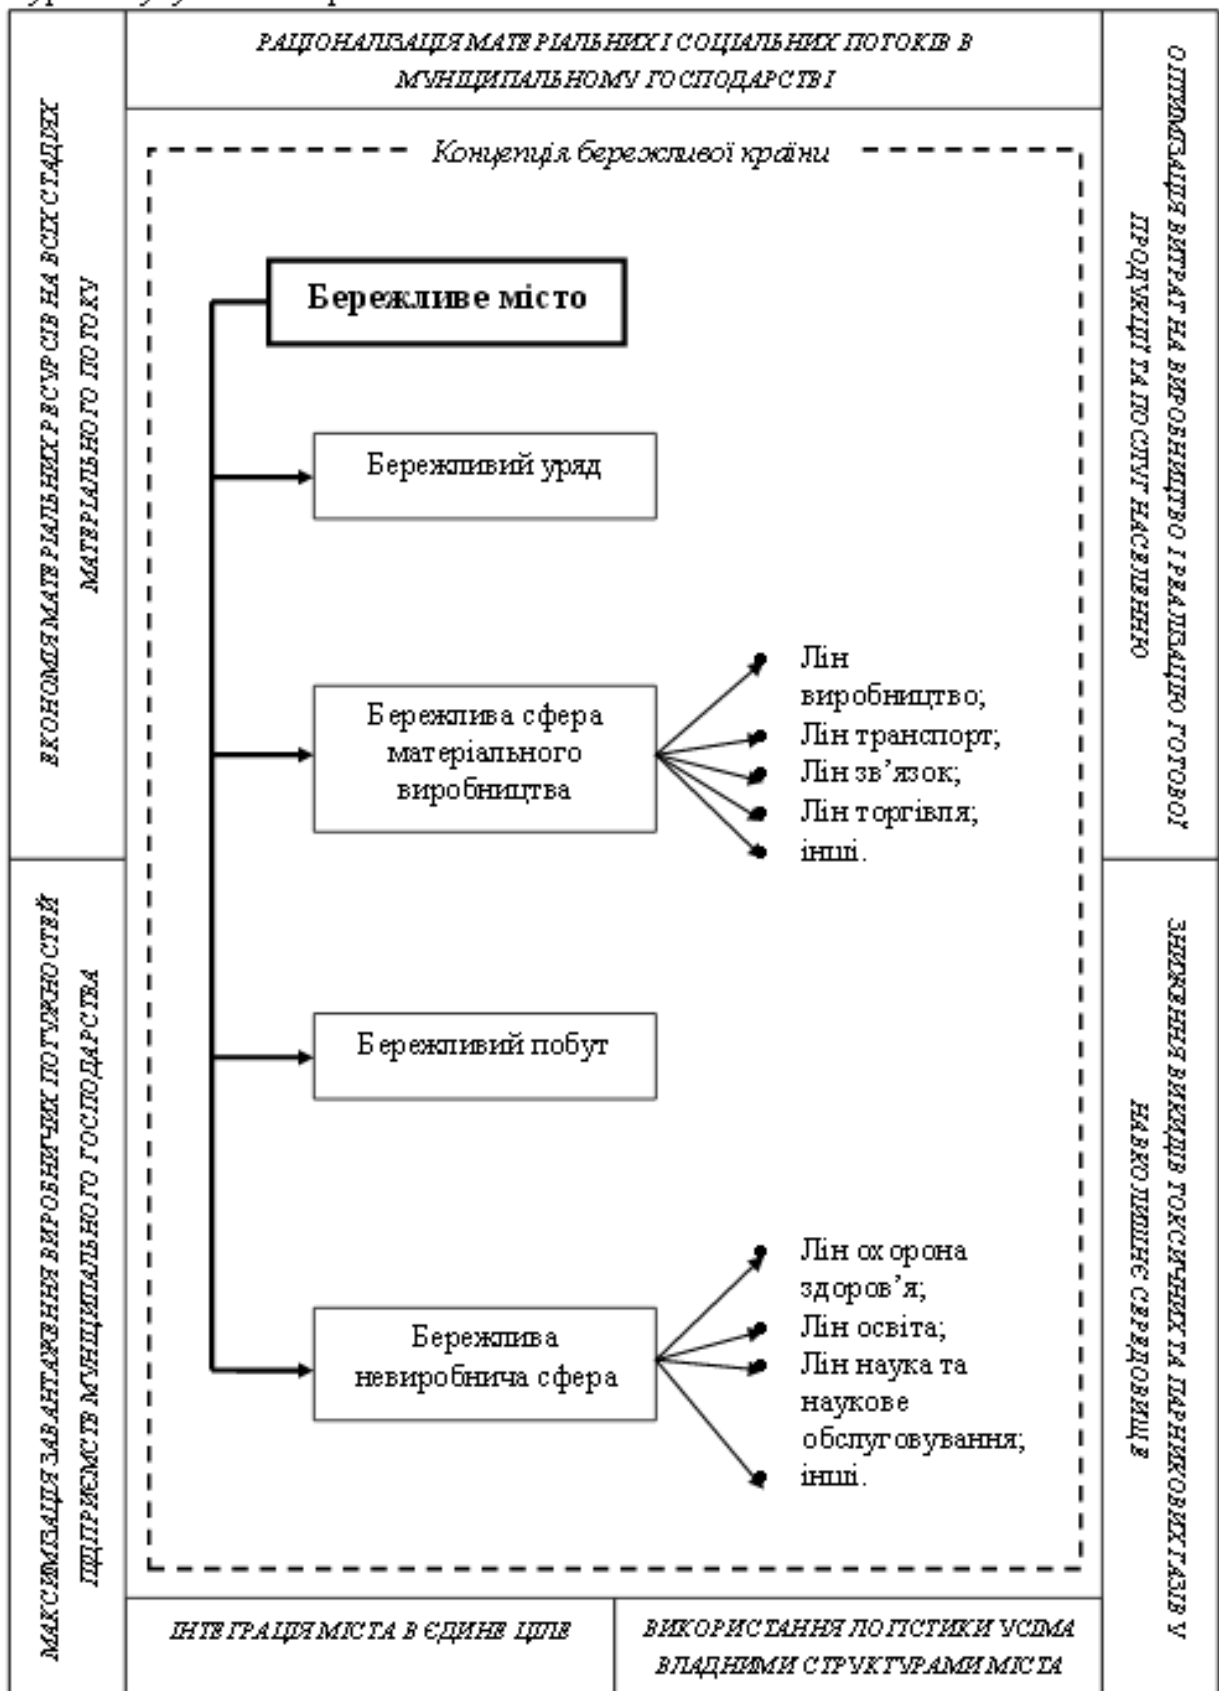 РАЦІОНАЛІЗАЦІЯ МАТЕРІАЛЬНИХ І СОЦІАЛЬНИХ ПОТОКІВ В
МУНІЦИПАЛЬНОМУ ГОСПОДАРСТВІ
ЕКОНОМІЯ МАТЕРІАЛЬНИХ РЕСУРСІВ НА ВСІХ СТАДІЯХ
МАТЕРІАЛЬНОГО ПОТОКУ
МАКСИМІЗАЦІЯ ЗАВАНТАЖЕННЯ ВИРОБНИЧИХ ПОТУЖНОСТЕЙ
ПІДПРИЄМСТВ МУНІЦИПАЛЬНОГО ГОСПОДАРСТВА
Концепція бережливої країни
Бережливе місто
Бережливий уряд
Бережлива сфера
матеріального
виробництва
Лін
виробництво;
Лін транспорт;
Лін зв’язок;
Лін торгівля;
інші.
Бережливий побут
Бережлива
невиробнича сфера
Лін охорона
здоров’я;
Лін освіта;
Лін наука та
наукове
обслуговування;
інші.
ОПТИМІЗАЦІЯ ВИТРАТ НА ВИРОБНИЦТВО І РЕАЛІЗАЦІЮ ГОТОВОЇ
ПРОДУКЦІЇ ТА ПОСЛУГ НАСЕЛЕННЮ
ЗНИЖЕННЯ ВИКИДІВ ТОКСИЧНИХ ТА ПАРНИКОВИХ ГАЗІВ У
НАВКОЛИШНЄ СЕРЕДОВИЩЕ
ІНТЕГРАЦІЯ МІСТА В ЄДИНЕ ЦІЛЕ
ВИКОРИСТАННЯ ЛОГІСТИКИ УСІМА
ВЛАДНИМИ СТРУКТУРАМИ МІСТА